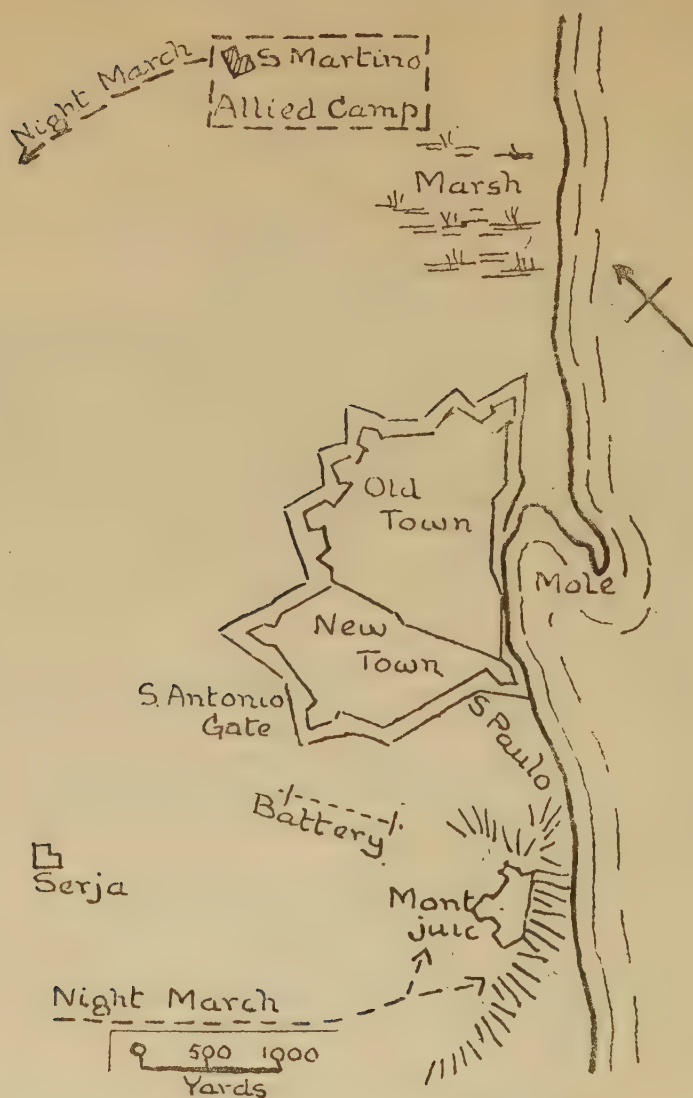 Night March
S Martino
Allied Camp
Marsh
Old
Town
Mole
New
Town
S. Antonio
Gate
S Paulo
Battery
Serja
Mont
juic
Night March
0 500 1000
Yards